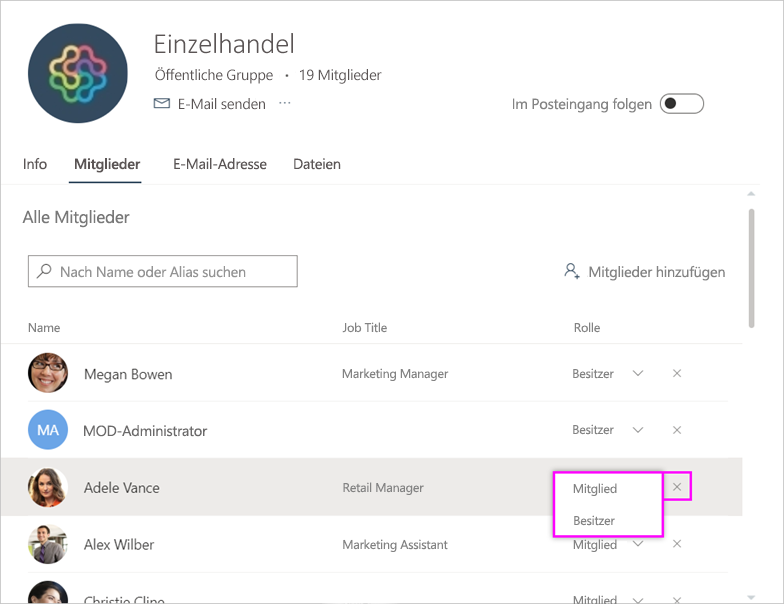 Einzelhandel
Öffentliche Gruppe • 19 Mitglieder
E-Mail senden ··· Im Posteingang folgen
Info Mitglieder E-Mail-Adresse Dateien
Alle Mitglieder
Nach Name oder Alias suchen Mitglieder hinzufügen
Name Job Title Rolle
Megan Bowen Marketing Manager Besitzer
MA MOD-Administrator Besitzer
Adele Vance Retail Manager Mitglied
Besitzer
Alex Wilber Marketing Assistant Mitglied
Christie Cline Mitglied